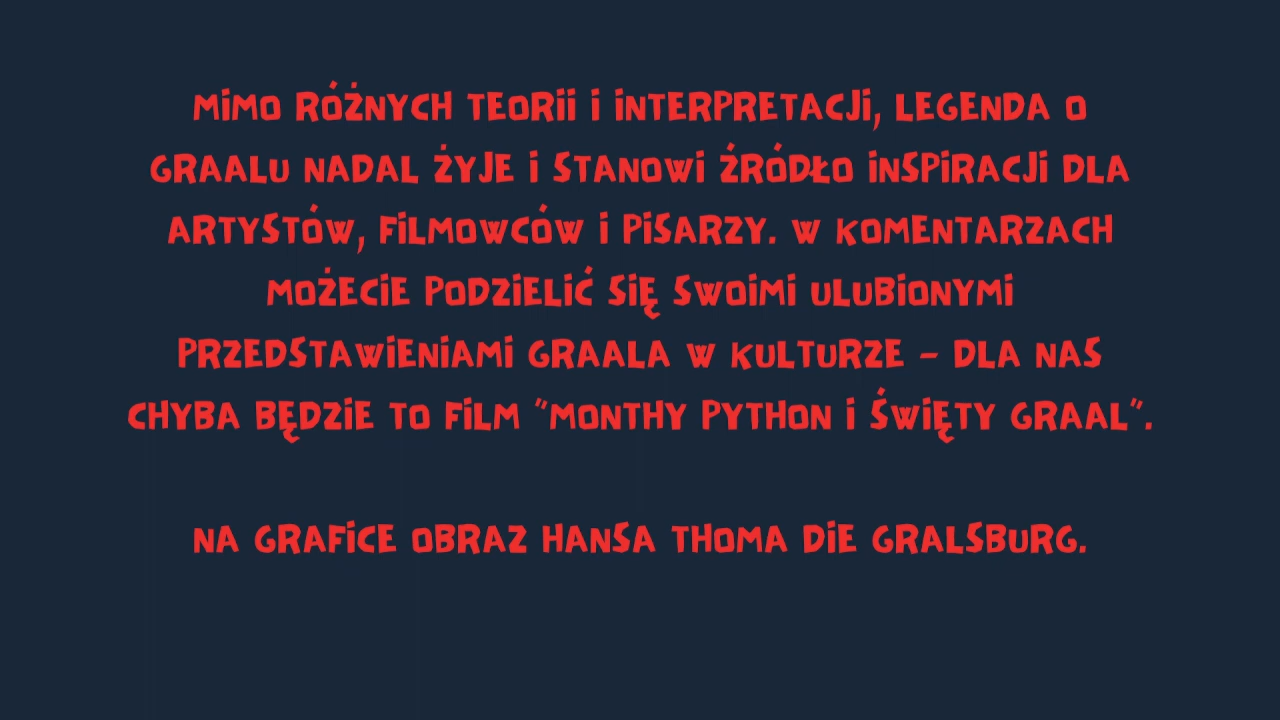 MIMO RÓŻNYCH TEORII I INTERPRETACJI, LEGENDA O
GRAALU NADAL ŻYJE I STANOWI ŹRÓDŁO INSPIRACJI DLA
ARTYSTÓW, FILMOWCÓW I PISARZY. W KOMENTARZACH
MOŻECIE PODZIELIĆ SIĘ SWOIMI ULUBIONYMI
PRZEDSTAWIENIAMI GRAALA W KULTURZE - DLA NAS
CHYBA BĘDZIE TO FILM "MONTHY PYTHON I ŚWIĘTY GRAAL".
NA GRAFICE OBRAZ HANSA THOMA DIE GRALSBURG.